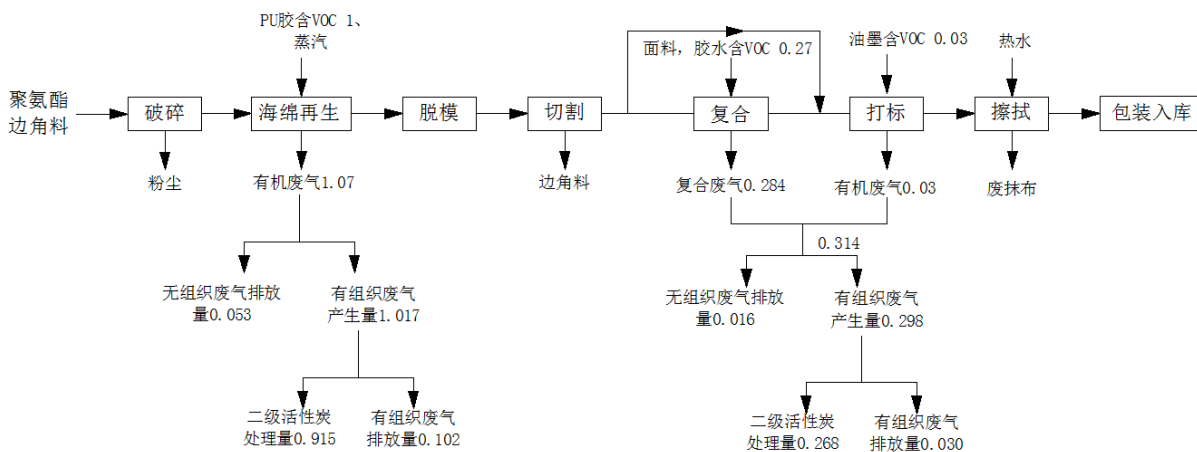 PU胶含VOC 1、
蒸汽
面料，胶水含VOC 0.27
油墨含VOC 0.03
热水
聚氨酯
边角料
破碎
海绵再生
脱模
切割
复合
打标
擦拭
包装入库
粉尘
有机废气1.07
边角料
复合废气0.284
有机废气0.03
废抹布
0.314
无组织废气排放
量0.053
有组织废气
产生量1.017
无组织废气排放
量0.016
有组织废气
产生量0.298
二级活性炭
处理量0.915
有组织废气
排放量0.102
二级活性炭
处理量0.268
有组织废气
排放量0.030